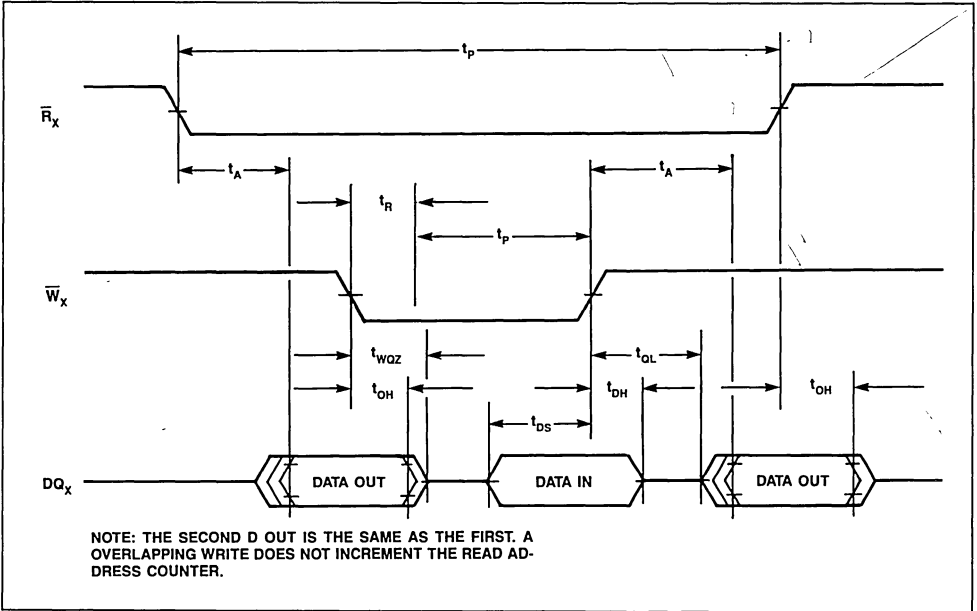 tP
R̅X
tA
tA
tR
tP
W̅X
tWQZ
tQL
tOH
tDH
tOH
tDS
DQX
DATA OUT
DATA IN
DATA OUT
NOTE: THE SECOND D OUT IS THE SAME AS THE FIRST. A
OVERLAPPING WRITE DOES NOT INCREMENT THE READ AD-
DRESS COUNTER.